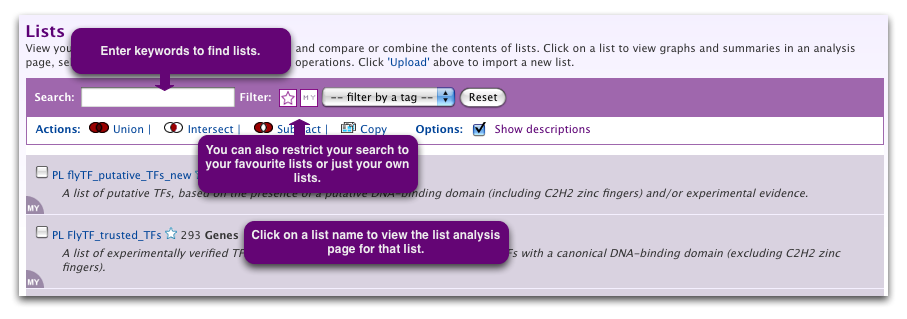 Lists
View you
and compare or combine the contents of lists. Click on a list to view graphs and summaries in an analysis
page, se
operations. Click 'Upload' above to import a new list.
Enter keywords to find lists.
Search: Filter: MY -- filter by a tag -- Reset
Actions: Union | Intersect | Subtract | Copy Options: Show descriptions
You can also restrict your search to
your favourite lists or just your own
lists.
PL flyTF_putative_TFs_new
A list of putative TFs, based on the presence of a putative DNA-binding domain (including C2H2 zinc fingers) and/or experimental evidence.
MY
PL FlyTF_trusted_TFs 293 Genes
Click on a list name to view the list analysis
page for that list.
A list of experimentally verified TF
Fs with a canonical DNA-binding domain (excluding C2H2 zinc
fingers).
MY